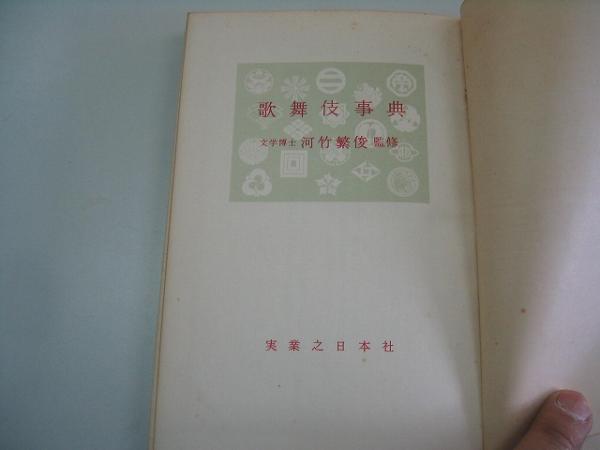 歌舞伎事典
文学博士 河竹繁俊 監修
実業之日本社